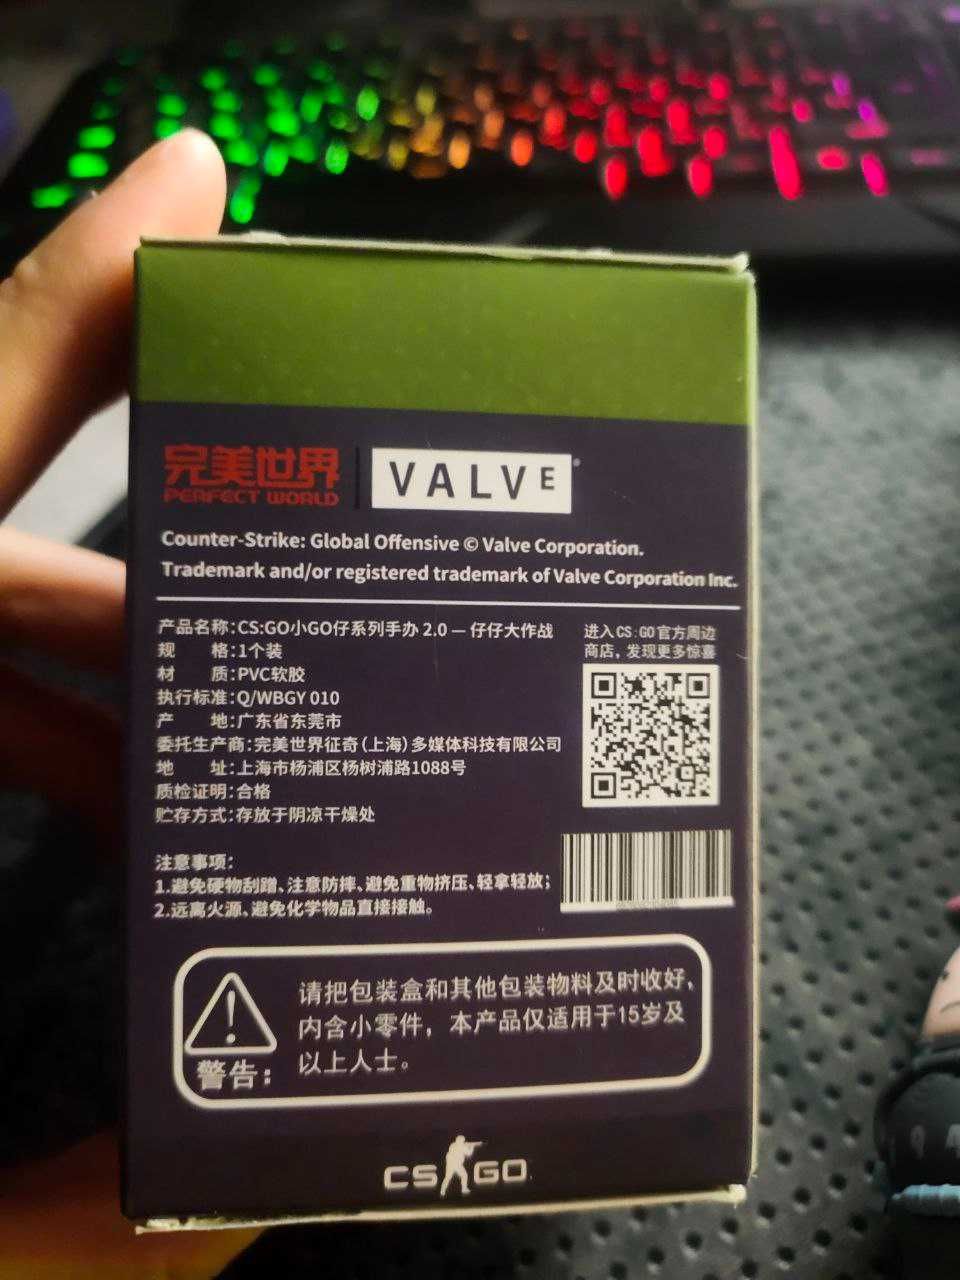 完美世界
PERFECT WORLD
VALVE
Counter-Strike: Global Offensive © Valve Corporation.
Trademark and/or registered trademark of Valve Corporation Inc.
产品名称:CS:GO小GO仔系列手办 2.0 — 仔仔大作战
规 格:1个装
材 质:PVC软胶
执行标准:Q/WBGY 010
产 地:广东省东莞市
委托生产商:完美世界征奇(上海)多媒体科技有限公司
地 址:上海市杨浦区杨树浦路1088号
质检证明:合格
贮存方式:存放于阴凉干燥处
进入CS:GO官方周边
商店，发现更多惊喜
注意事项:
1.避免硬物刮蹭、注意防摔、避免重物挤压、轻拿轻放;
2.远离火源、避免化学物品直接接触。
警告:
请把包装盒和其他包装物料及时收好，
内含小零件，本产品仅适用于15岁及
以上人士。
CS GO